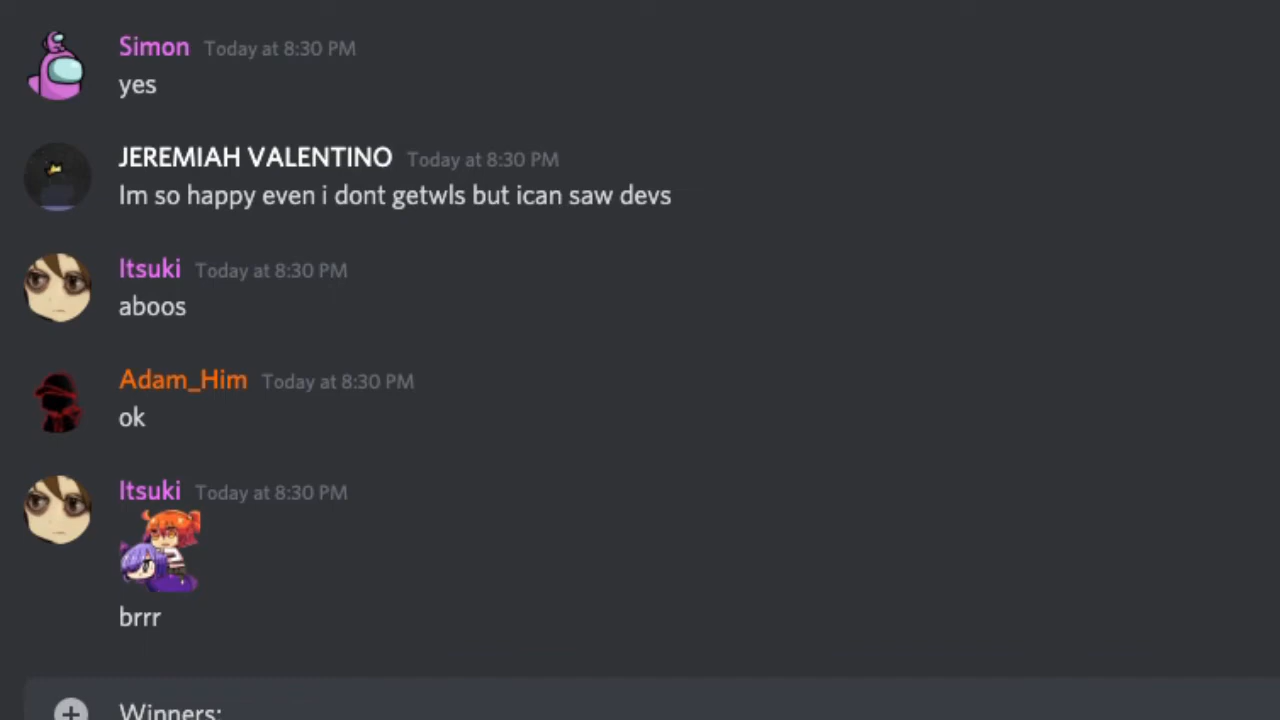 Simon Today at 8:30 PM
yes
JEREMIAH VALENTINO Today at 8:30 PM
Im so happy even i dont getwls but ican saw devs
Itsuki Today at 8:30 PM
aboos
Adam_Him Today at 8:30 PM
ok
Itsuki Today at 8:30 PM
brrr
Winners: